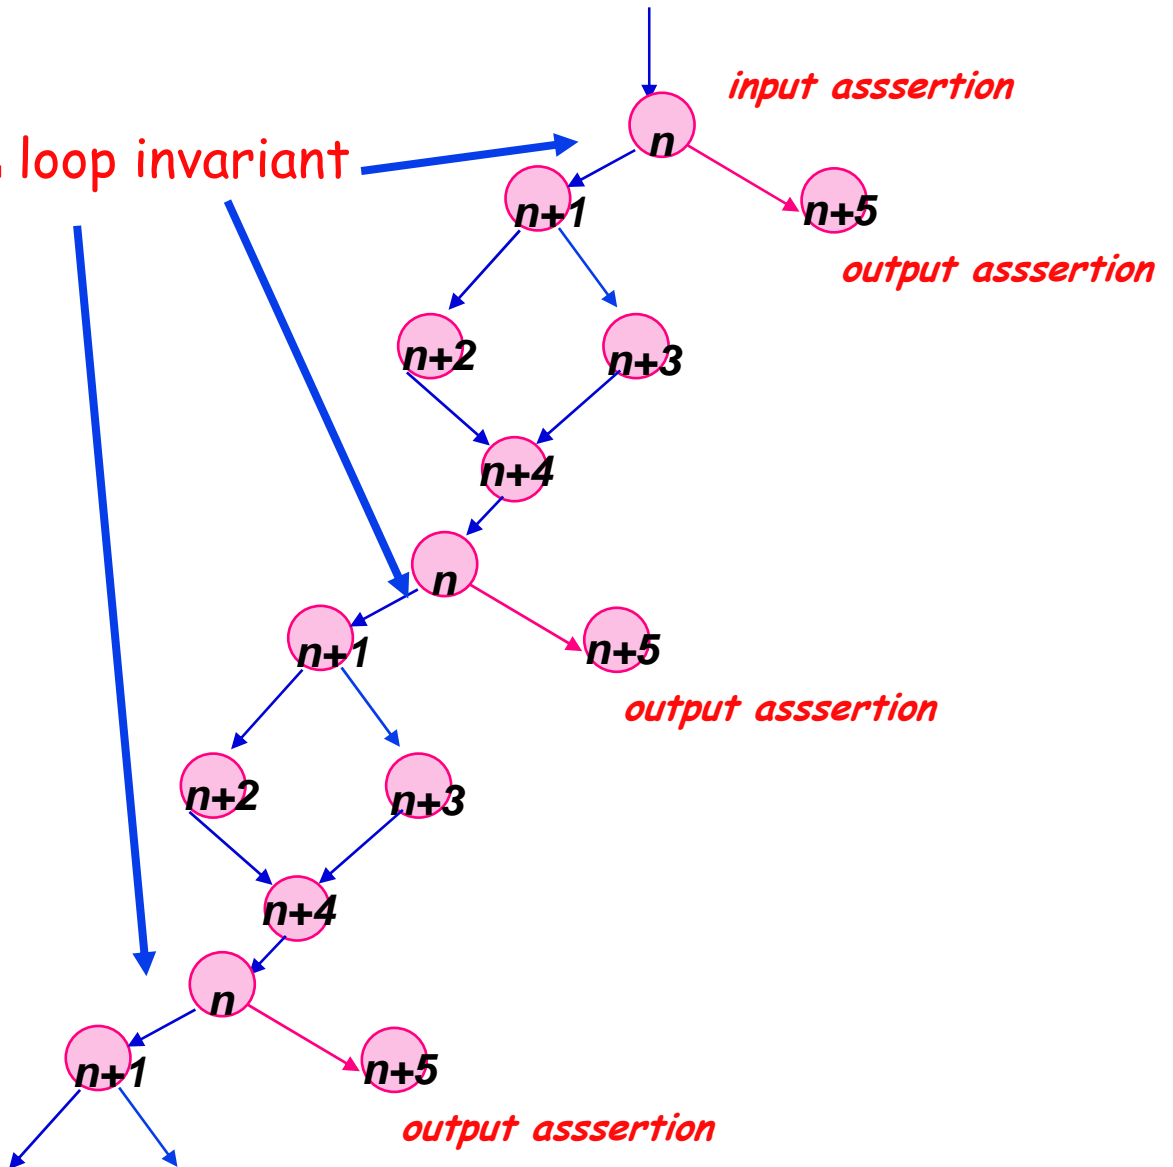 input asssertion
loop invariant
n
n+1
n+5
output asssertion
n+2
n+3
n+4
n
n+1
n+5
output asssertion
n+2
n+3
n+4
n
n+1
n+5
output asssertion